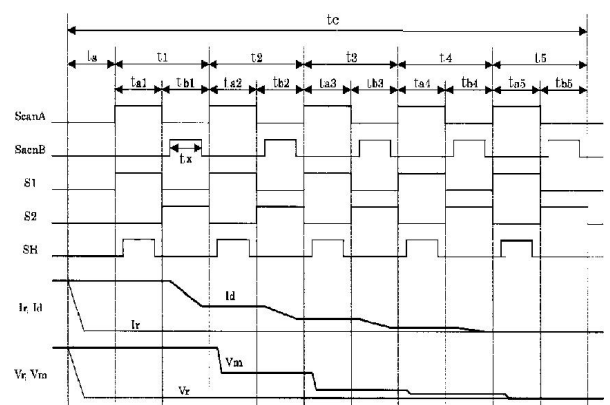 tc
ta t1 t2 t3 t4 t5
ta1 tb1 ta2 tb2 ta3 tb3 ta4 tb4 ta5 tb5
ScanA
SacnB
tx
S1
S2
SH
Ir, Id
Id
Ir
Vr, Vm
Vm
Vr